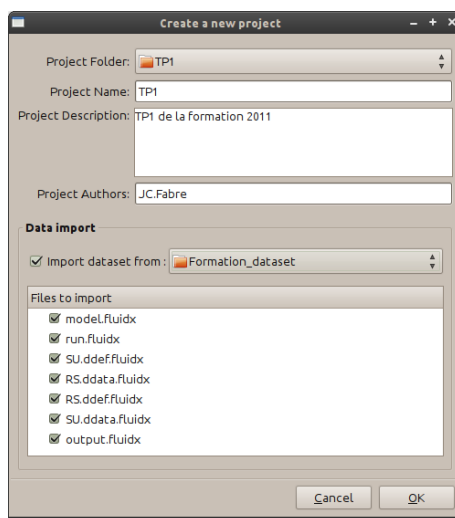 Create a new project
Project Folder: TP1
Project Name: TP1
Project Description: TP1 de la formation 2011
Project Authors: JC.Fabre
Data import
Import dataset from : Formation_dataset
Files to import
model.fluidx
run.fluidx
SU.ddef.fluidx
RS.ddata.fluidx
RS.ddef.fluidx
SU.ddata.fluidx
output.fluidx
Cancel OK